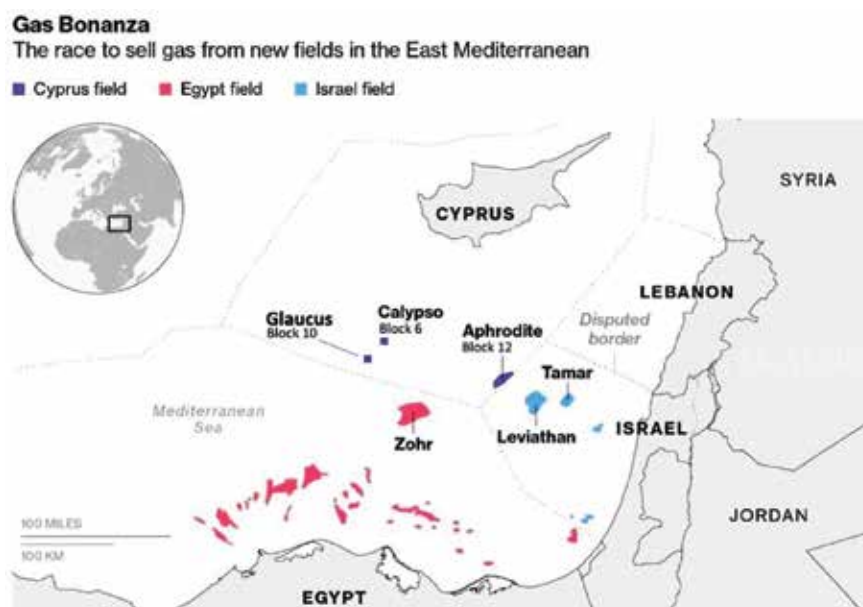 Gas Bonanza
The race to sell gas from new fields in the East Mediterranean
Cyprus field Egypt field Israel field
SYRIA
CYPRUS
LEBANON
Glaucus
Block 10
Calypso
Block 6
Aphrodite
Block 12
Disputed
border
Tamar
Mediterranean
Sea
Zohr
Leviathan
ISRAEL
100 MILES
100 KM
JORDAN
EGYPT